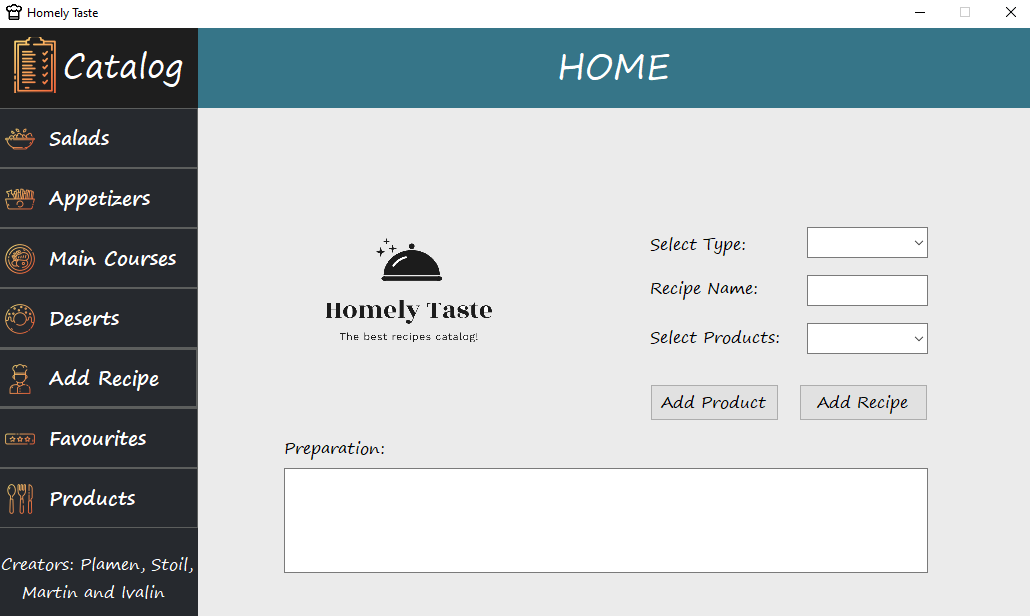 Homely Taste
Catalog
HOME
Salads
Appetizers
Main Courses
Deserts
Add Recipe
Favourites
Products
Creators: Plamen, Stoil,
Martin and Ivalin
Homely Taste
The best recipes catalog!
Select Type:
Recipe Name:
Select Products:
Add Product
Add Recipe
Preparation: